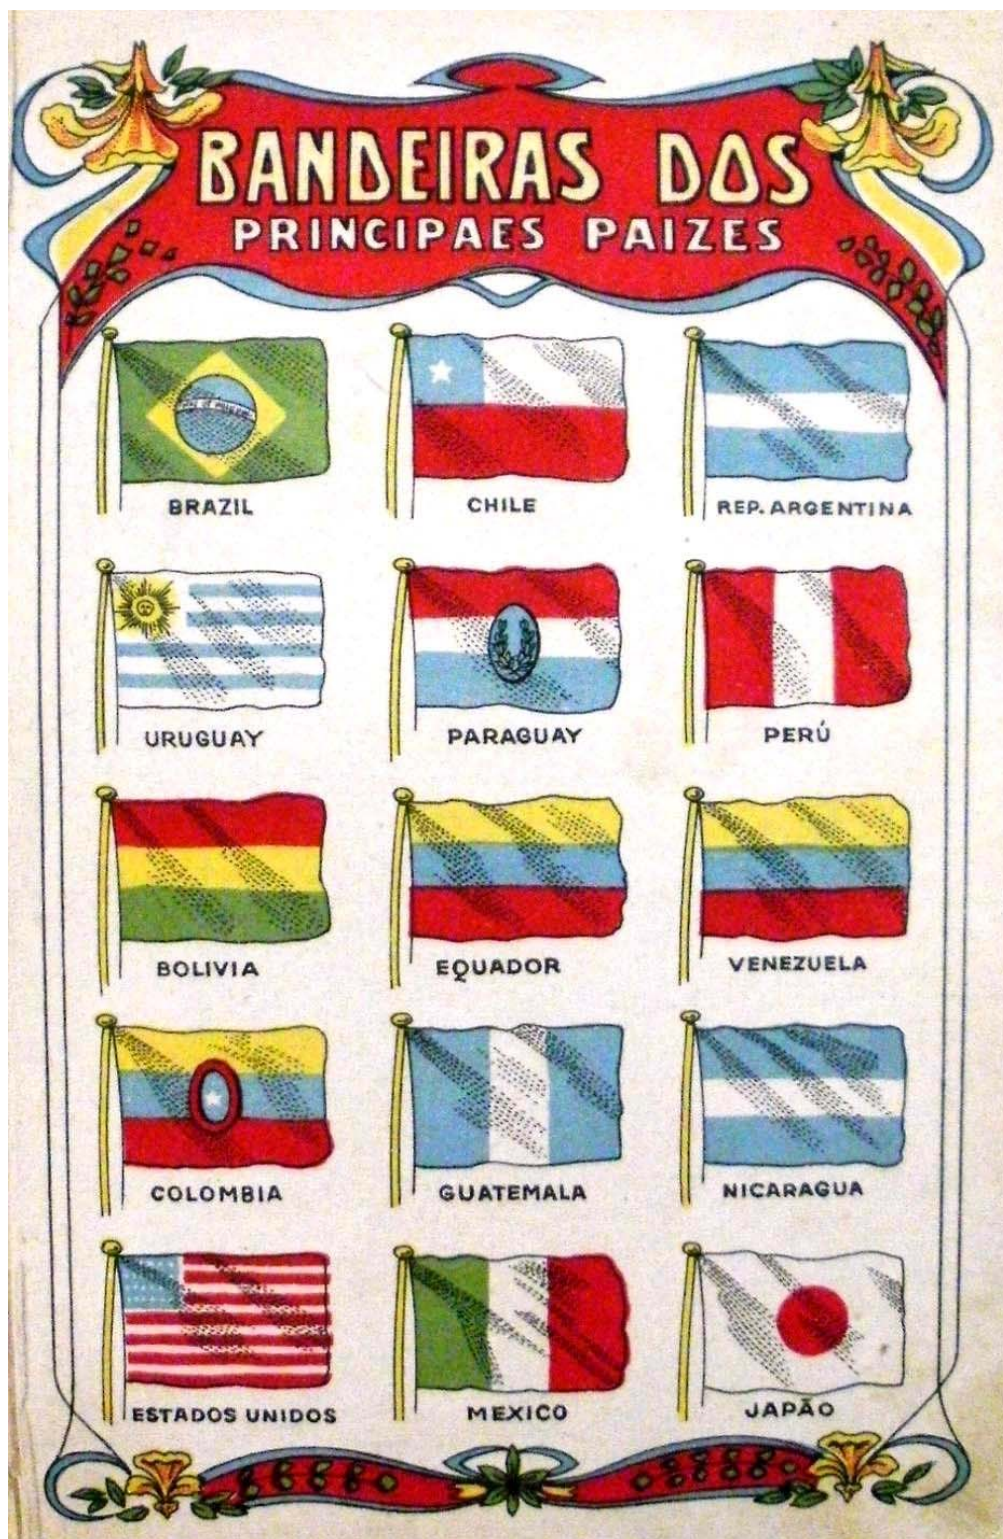 BANDEIRAS DOS
PRINCIPAES PAIZES
BRAZIL
CHILE
REP. ARGENTINA
URUGUAY
PARAGUAY
PERÚ
BOLIVIA
EQUADOR
VENEZUELA
COLOMBIA
GUATEMALA
NICARAGUA
ESTADOS UNIDOS
MEXICO
JAPÃO